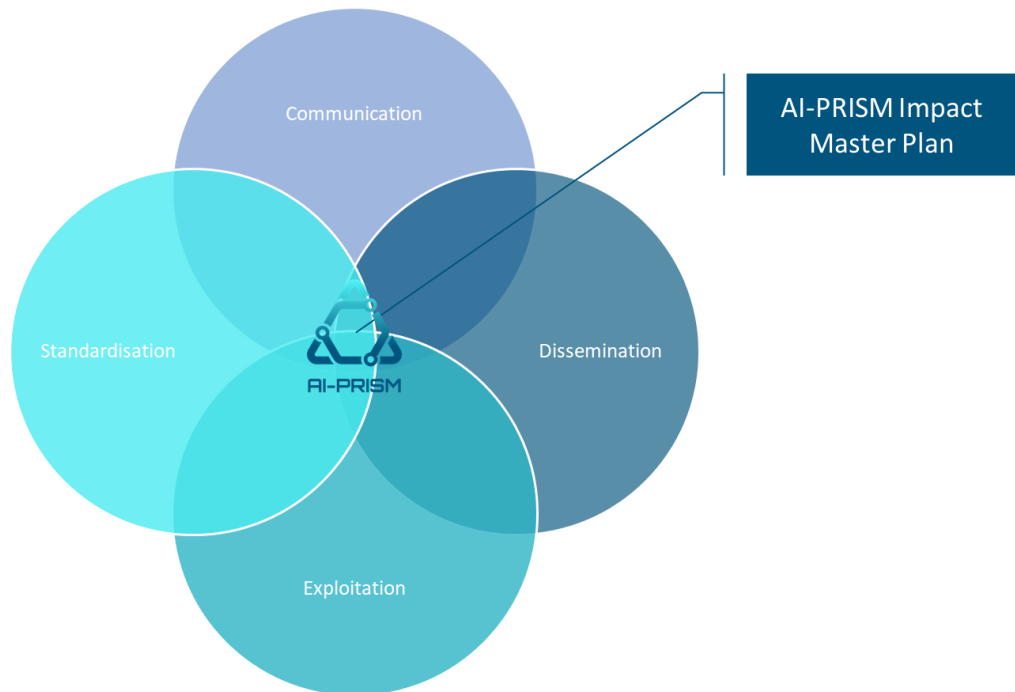 Communication
AI-PRISM Impact
Master Plan
Standardisation
Dissemination
AI-PRISM
Exploitation